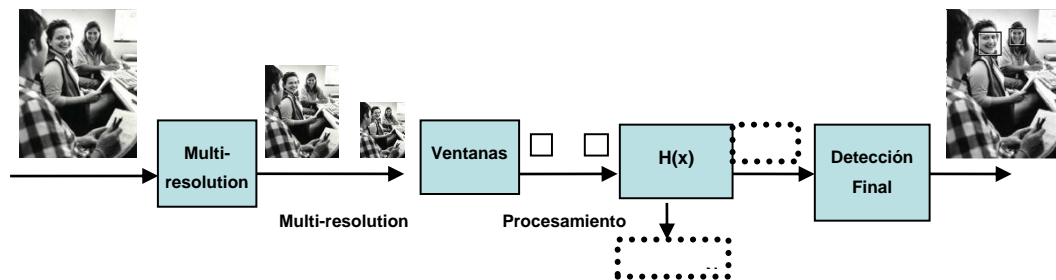 Multi-
resolution
Ventanas
H(x)
Detección
Final
Multi-resolution
Procesamiento